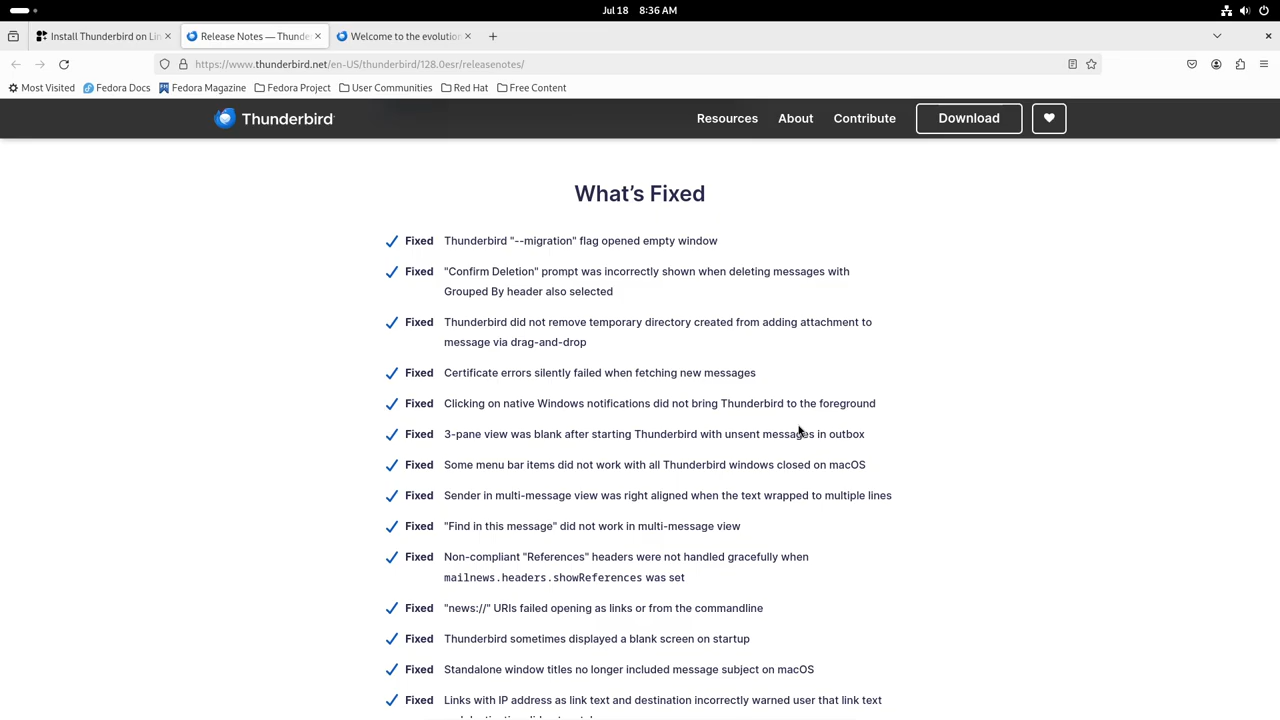 Jul 18 8:36 AM
Install Thunderbird on Lin
Release Notes — Thunde
Welcome to the evolution
https://www.thunderbird.net/en-US/thunderbird/128.0esr/releasenotes/
Most Visited Fedora Docs Fedora Magazine Fedora Project User Communities Red Hat Free Content
Thunderbird Resources About Contribute Download
What's Fixed
Fixed Thunderbird "--migration" flag opened empty window
Fixed "Confirm Deletion" prompt was incorrectly shown when deleting messages with
Grouped By header also selected
Fixed Thunderbird did not remove temporary directory created from adding attachment to
message via drag-and-drop
Fixed Certificate errors silently failed when fetching new messages
Fixed Clicking on native Windows notifications did not bring Thunderbird to the foreground
Fixed 3-pane view was blank after starting Thunderbird with unsent messages in outbox
Fixed Some menu bar items did not work with all Thunderbird windows closed on macOS
Fixed Sender in multi-message view was right aligned when the text wrapped to multiple lines
Fixed "Find in this message" did not work in multi-message view
Fixed Non-compliant "References" headers were not handled gracefully when
mailnews.headers.showReferences was set
Fixed "news://" URIs failed opening as links or from the commandline
Fixed Thunderbird sometimes displayed a blank screen on startup
Fixed Standalone window titles no longer included message subject on macOS
Fixed Links with IP address as link text and destination incorrectly warned user that link text